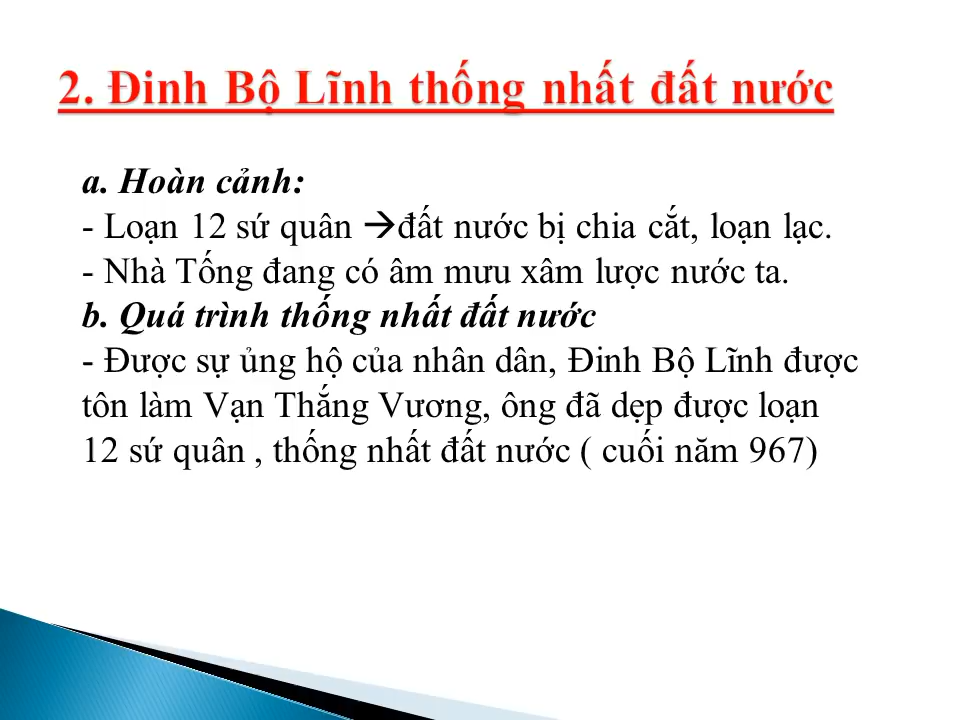 2. Đinh Bộ Lĩnh thống nhất đất nước
a. Hoàn cảnh:
- Loạn 12 sứ quân →đất nước bị chia cắt, loạn lạc.
- Nhà Tống đang có âm mưu xâm lược nước ta.
b. Quá trình thống nhất đất nước
- Được sự ủng hộ của nhân dân, Đinh Bộ Lĩnh được
tôn làm Vạn Thắng Vương, ông đã dẹp được loạn
12 sứ quân , thống nhất đất nước ( cuối năm 967)